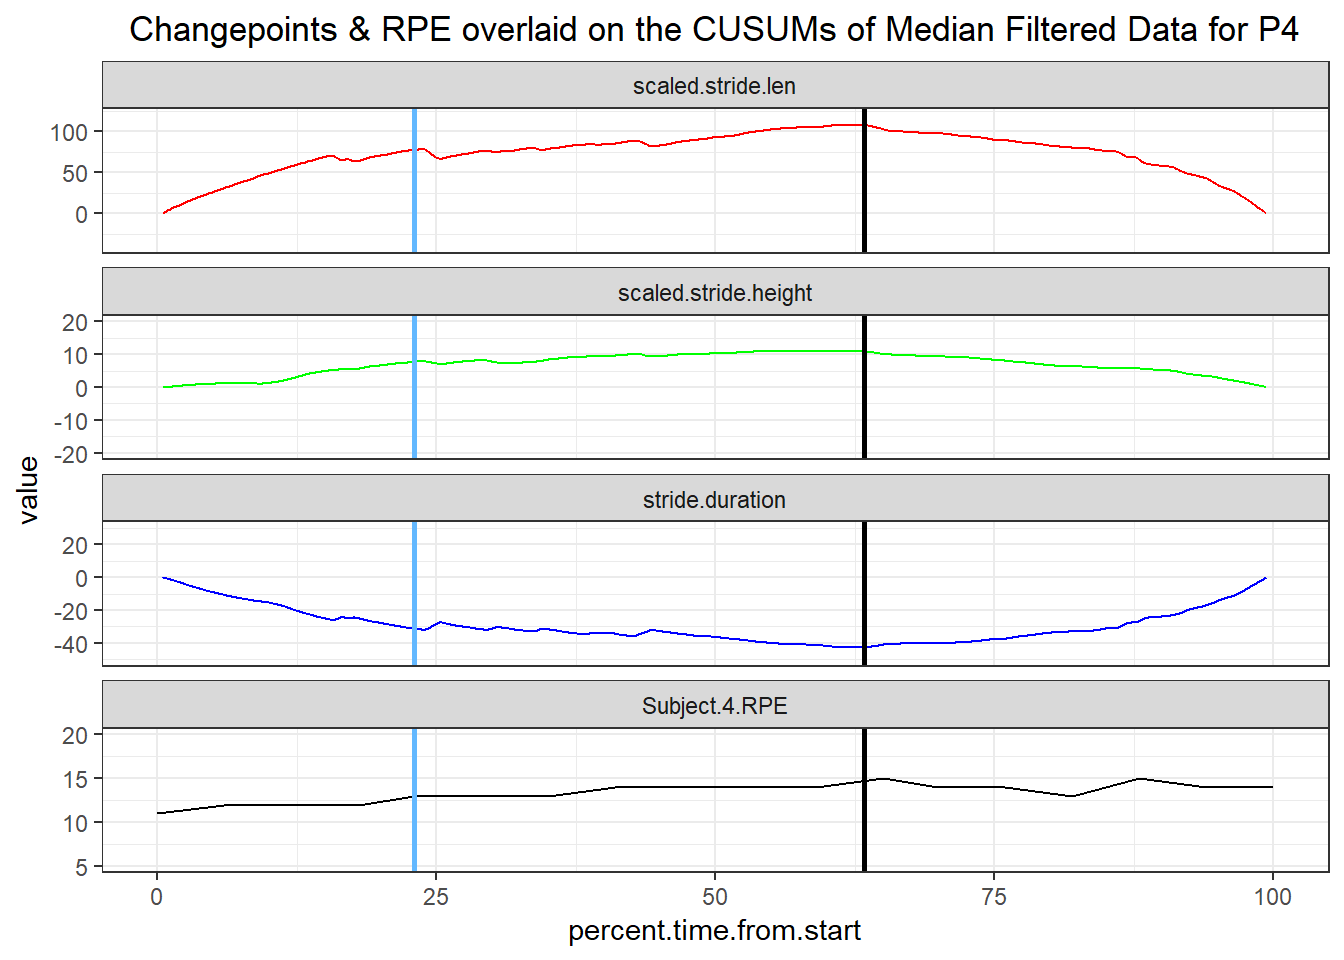 Changepoints & RPE overlaid on the CUSUMs of Median Filtered Data for P4
scaled.stride.len
100
50
0
scaled.stride.height
20
10
0
-10
-20
value
stride.duration
20
0
-20
-40
Subject.4.RPE
20
15
10
5
0 25 50 75 100
percent.time.from.start